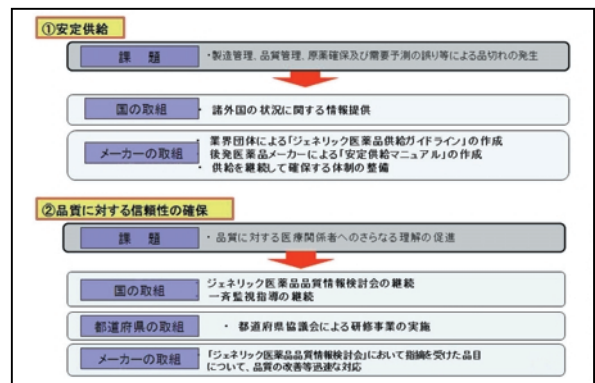 ①安定供給
課 題
・製造管理、品質管理、原薬確保及び需要予測の誤り等による品切れの発生
国の取組
・ 諸外国の状況に関する情報提供
メーカーの取組
業界団体による「ジェネリック医薬品供給ガイドライン」の作成
後発医薬品メーカーによる「安定供給マニュアル」の作成
・ 供給を継続して確保する体制の整備
②品質に対する信頼性の確保
課 題
・品質に対する医療関係者へのさらなる理解の促進
国の取組
ジェネリック医薬品品質情報検討会の継続
一斉監視指導の継続
都道府県の取組
・ 都道府県協議会による研修事業の実施
メーカーの取組
「ジェネリック医薬品品質情報検討会」において指摘を受けた品目
について、品質の改善等迅速な対応